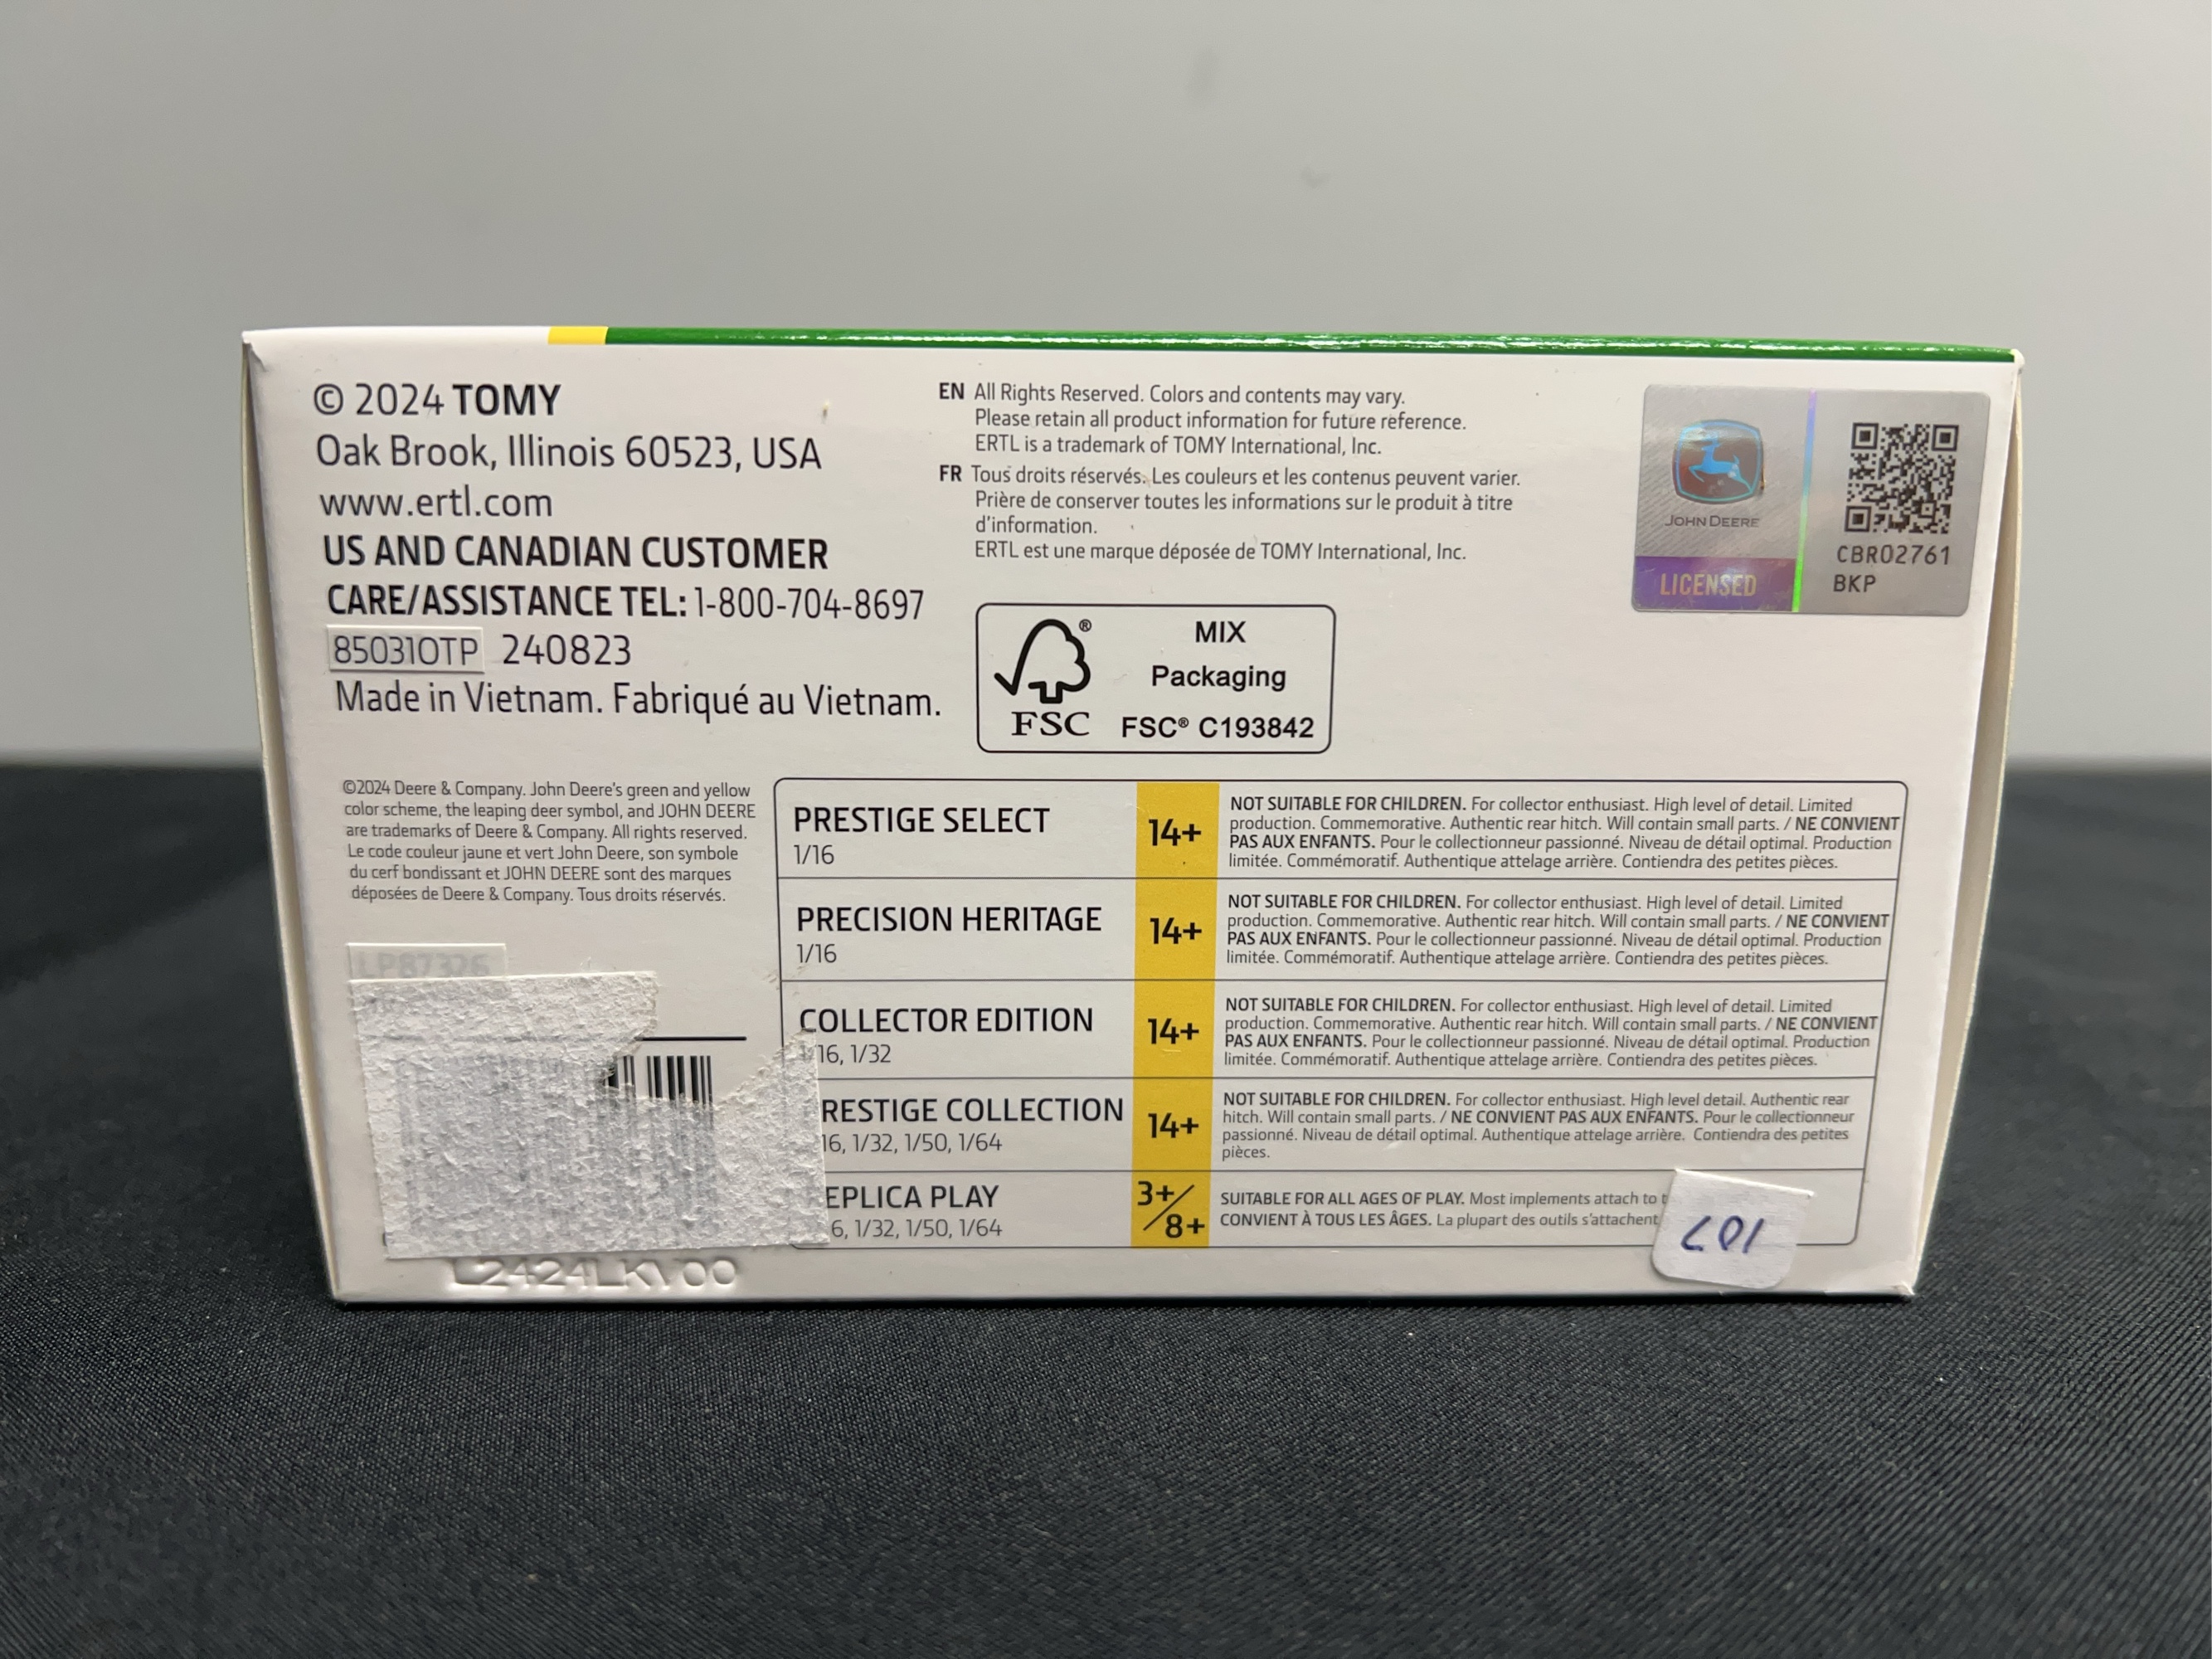 © 2024 TOMY
Oak Brook, Illinois 60523, USA
www.ertl.com
US AND CANADIAN CUSTOMER
CARE/ASSISTANCE TEL: 1-800-704-8697
85031OTP 240823
Made in Vietnam. Fabriqué au Vietnam.
EN All Rights Reserved. Colors and contents may vary.
Please retain all product information for future reference.
ERTL is a trademark of TOMY International, Inc.
FR Tous droits réservés. Les couleurs et les contenus peuvent varier.
Prière de conserver toutes les informations sur le produit à titre
d'information.
ERTL est une marque déposée de TOMY International, Inc.
FSC ®
MIX
Packaging
FSC® C193842
JOHN DEERE
LICENSED
CBR02761
BKP
©2024 Deere & Company. John Deere's green and yellow
color scheme, the leaping deer symbol, and JOHN DEERE
are trademarks of Deere & Company. All rights reserved.
Le code couleur jaune et vert John Deere, son symbole
du cerf bondissant et JOHN DEERE sont des marques
déposées de Deere & Company. Tous droits réservés.
LP87326
L2424LKV00
PRESTIGE SELECT
1/16
14+
NOT SUITABLE FOR CHILDREN. For collector enthusiast. High level of detail. Limited
production. Commemorative. Authentic rear hitch. Will contain small parts. / NE CONVIENT
PAS AUX ENFANTS. Pour le collectionneur passionné. Niveau de détail optimal. Production
limitée. Commémoratif. Authentique attelage arrière. Contiendra des petites pièces.
PRECISION HERITAGE
1/16
14+
NOT SUITABLE FOR CHILDREN. For collector enthusiast. High level of detail. Limited
production. Commemorative. Authentic rear hitch. Will contain small parts. / NE CONVIENT
PAS AUX ENFANTS. Pour le collectionneur passionné. Niveau de détail optimal. Production
limitée. Commémoratif. Authentique attelage arrière. Contiendra des petites pièces.
COLLECTOR EDITION
1/16, 1/32
14+
NOT SUITABLE FOR CHILDREN. For collector enthusiast. High level of detail. Limited
production. Commemorative. Authentic rear hitch. Will contain small parts. / NE CONVIENT
PAS AUX ENFANTS. Pour le collectionneur passionné. Niveau de détail optimal. Production
limitée. Commémoratif. Authentique attelage arrière. Contiendra des petites pièces.
RESTIGE COLLECTION
16, 1/32, 1/50, 1/64
14+
NOT SUITABLE FOR CHILDREN. For collector enthusiast. High level detail. Authentic rear
hitch. Will contain small parts. / NE CONVIENT PAS AUX ENFANTS. Pour le collectionneur
passionné. Niveau de détail optimal. Authentique attelage arrière. Contiendra des petites
pièces.
EPLICA PLAY
6, 1/32, 1/50, 1/64
3+/8+
SUITABLE FOR ALL AGES OF PLAY. Most implements attach to
CONVIENT À TOUS LES ÂGES. La plupart des outils s'attachent
107